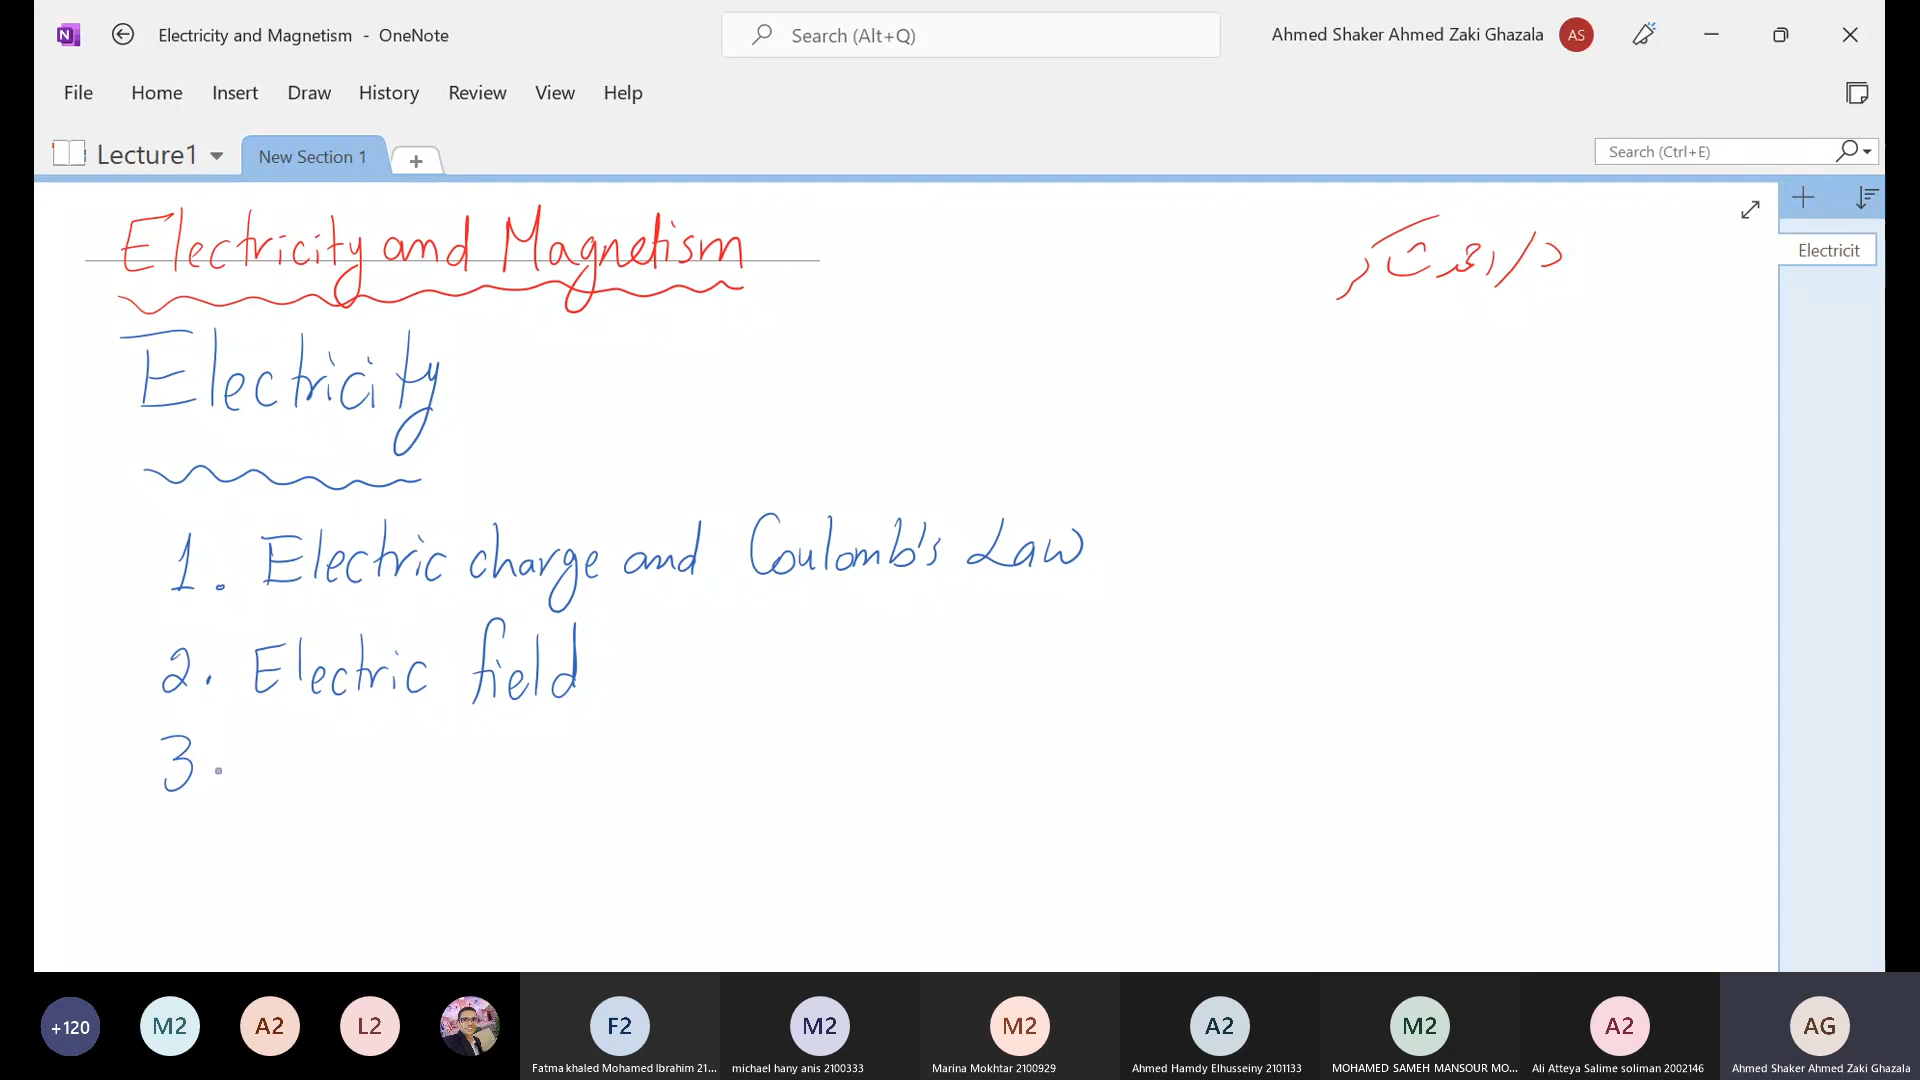 Electricity and Magnetism - OneNote
Search (Alt+Q)
Ahmed Shaker Ahmed Zaki Ghazala
AS
File Home Insert Draw History Review View Help
Lecture1
New Section 1
Search (Ctrl+E)
Electricit
Electricity and Magnetism
د/ احمد شاكر
Electricity
1. Electric charge and Coulomb's Law
2. Electric field
3.
+120
M2
A2
L2
F2
M2
M2
A2
M2
A2
AG
Fatma khaled Mohamed Ibrahim 21...
michael hany anis 2100333
Marina Mokhtar 2100929
Ahmed Hamdy Elhusseiny 2101133
MOHAMED SAMEH MANSOUR MO...
Ali Atteya Salime soliman 2002146
Ahmed Shaker Ahmed Zaki Ghazala